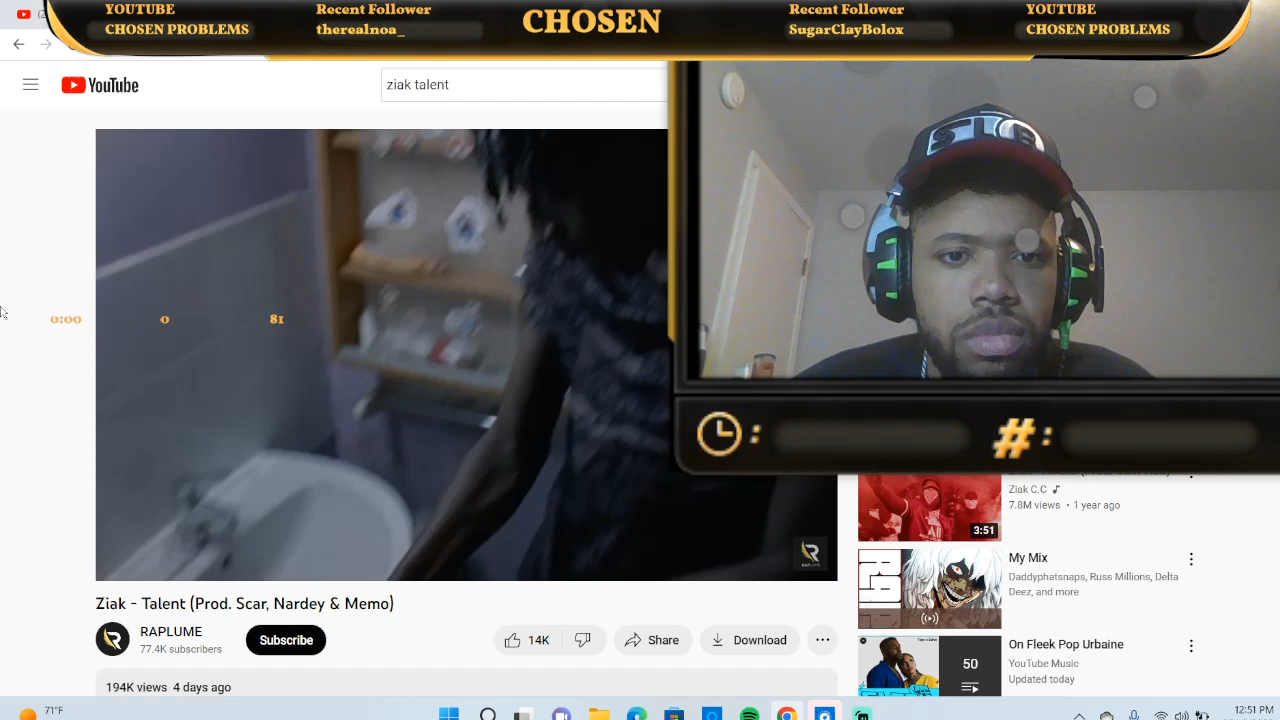 YOUTUBE
CHOSEN PROBLEMS
Recent Follower
therealnoa_
CHOSEN
Recent Follower
SugarClayBolox
YOUTUBE
CHOSEN PROBLEMS
YouTube
ziak talent
0:00
0
81
R
RAPLUME
:
#:
Ziak - Talent (Prod. Scar, Nardey & Memo)
RAPLUME
77.4K subscribers
Subscribe
14K
Share
Download
194K views 4 days ago
Ziak C.C
7.8M views • 1 year ago
3:51
My Mix
Daddyphatsnaps, Russ Millions, Delta
Deez, and more
On Fleek Pop Urbaine
YouTube Music
Updated today
50
71°F
12:51 PM